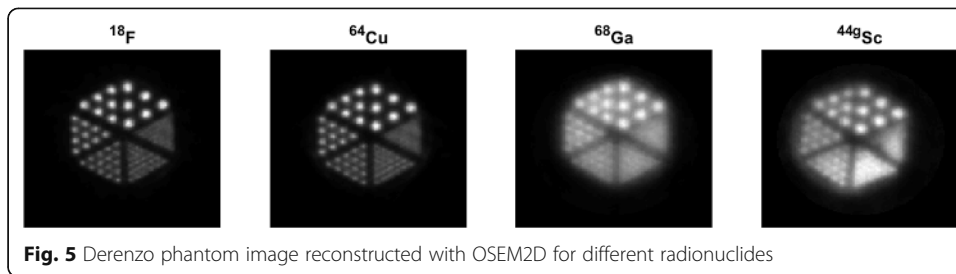 ¹⁸F ⁶⁴Cu ⁶⁸Ga ⁴⁴ᵍSc
Fig. 5 Derenzo phantom image reconstructed with OSEM2D for different radionuclides